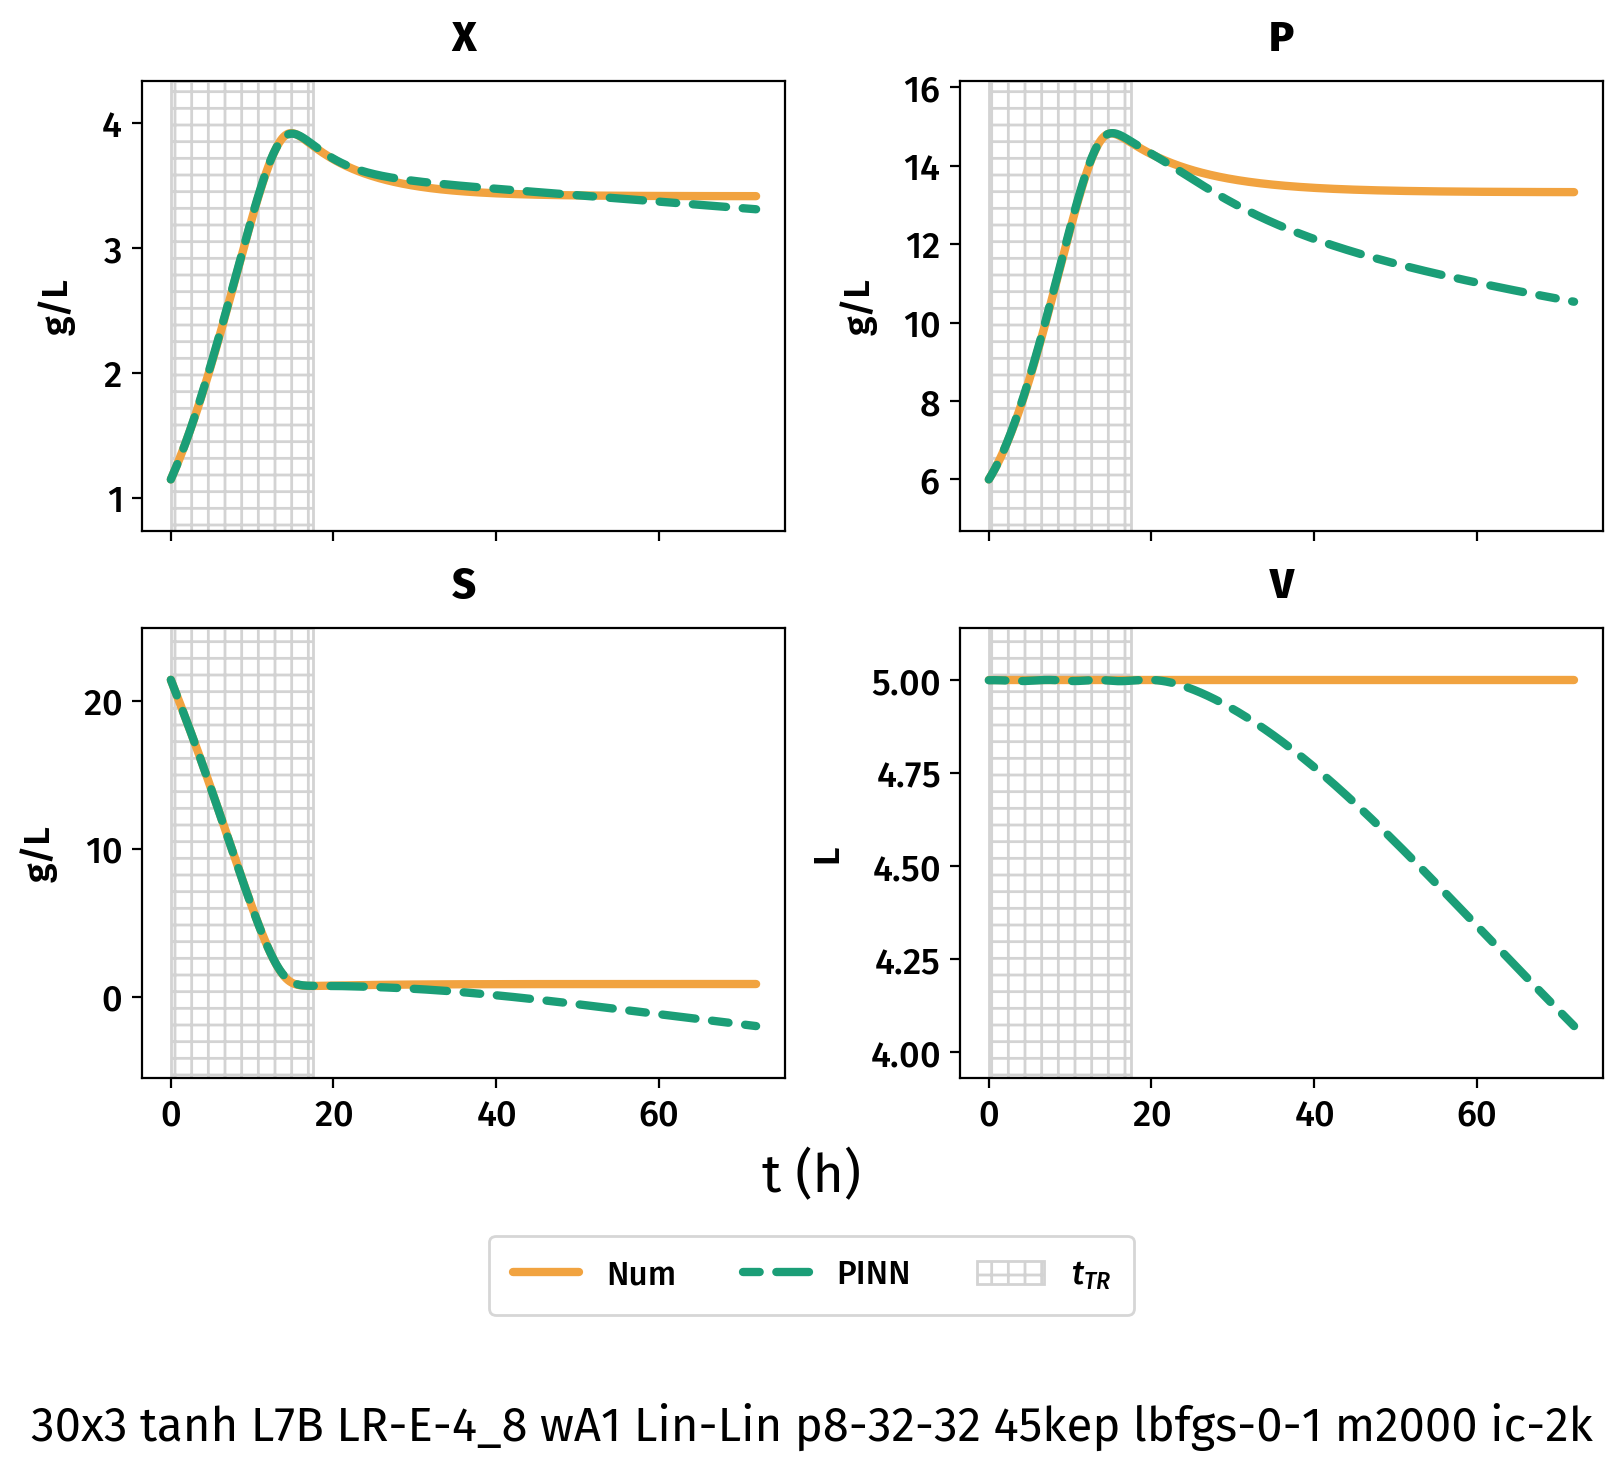 X
4
3
2
1
g/L
P
16
14
12
10
8
6
g/L
S
20
10
0
g/L
0 20 40 60
V
5.00
4.75
4.50
4.25
4.00
L
0 20 40 60
t (h)
Num PINN t_TR
30x3 tanh L7B LR-E-4_8 wA1 Lin-Lin p8-32-32 45kep lbfgs-0-1 m2000 ic-2k